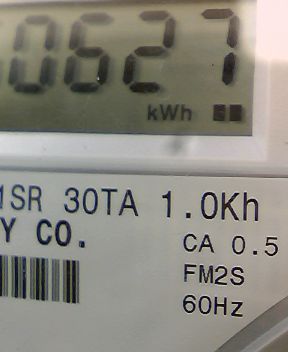 0627
kWh
1SR 30TA 1.0Kh
Y CO.
CA 0.5
FM2S
60Hz